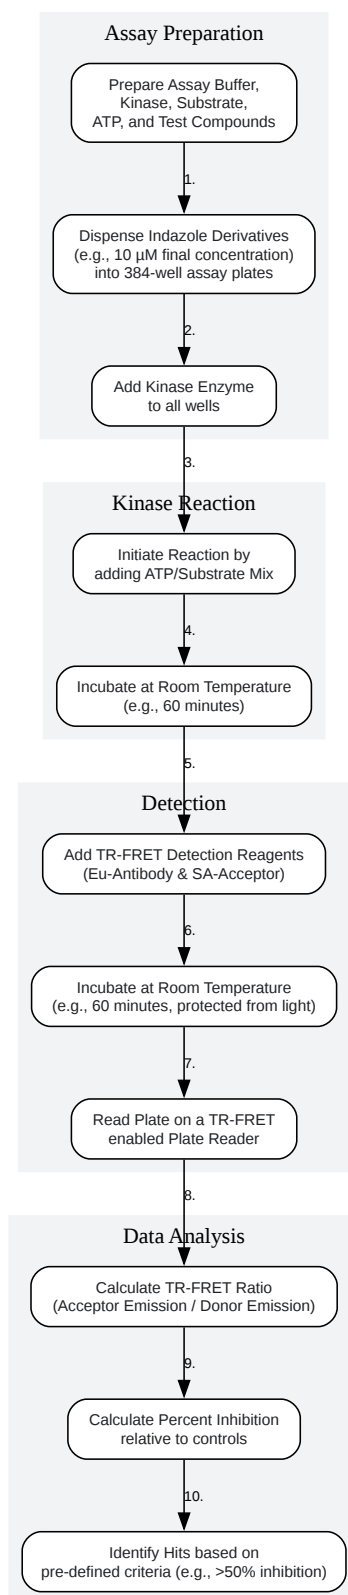 Assay Preparation
Prepare Assay Buffer,
Kinase, Substrate,
ATP, and Test Compounds
1.
Dispense Indazole Derivatives
(e.g., 10 µM final concentration)
into 384-well assay plates
2.
Add Kinase Enzyme
to all wells
3.
Kinase Reaction
Initiate Reaction by
adding ATP/Substrate Mix
4.
Incubate at Room Temperature
(e.g., 60 minutes)
5.
Detection
Add TR-FRET Detection Reagents
(Eu-Antibody & SA-Acceptor)
6.
Incubate at Room Temperature
(e.g., 60 minutes, protected from light)
7.
Read Plate on a TR-FRET
enabled Plate Reader
8.
Data Analysis
Calculate TR-FRET Ratio
(Acceptor Emission / Donor Emission)
9.
Calculate Percent Inhibition
relative to controls
10.
Identify Hits based on
pre-defined criteria (e.g., >50% inhibition)